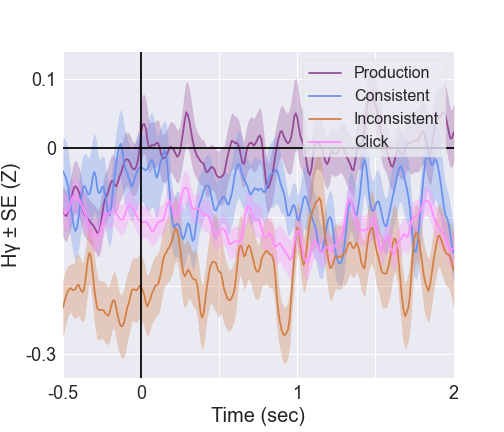 Production
Consistent
Inconsistent
Click
0.1
0
-0.3
Hγ ± SE (Z)
-0.5
0
1
2
Time (sec)